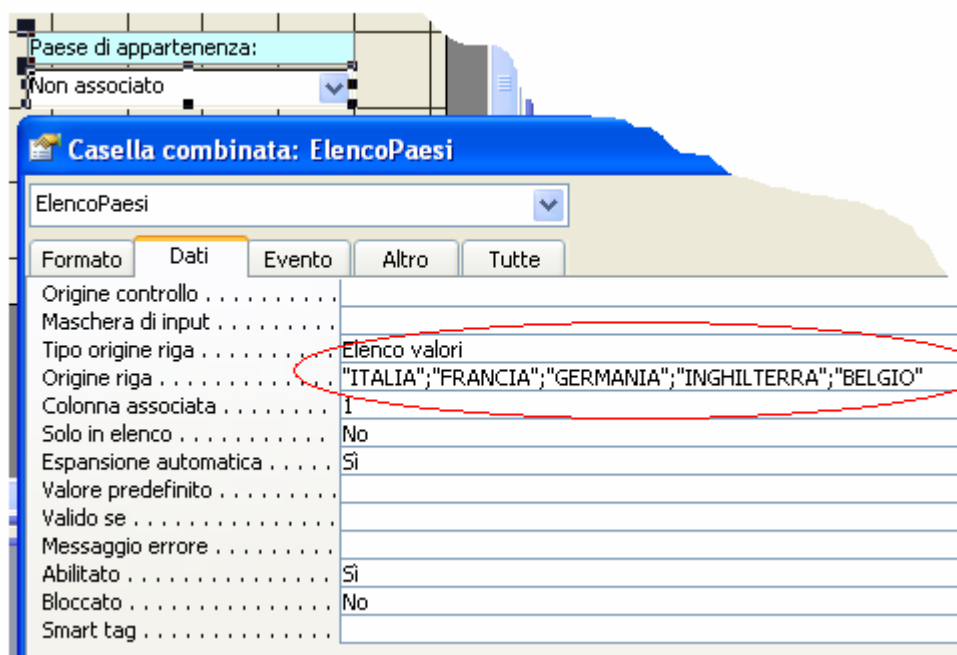 Paese di appartenenza:
Non associato
Casella combinata: ElencoPaesi
ElencoPaesi
Formato Dati Evento Altro Tutte
Origine controllo . . . . . . . . . .
Maschera di input . . . . . . . . .
Tipo origine riga . . . . . . . . . . Elenco valori
Origine riga . . . . . . . . . . . . . "ITALIA";"FRANCIA";"GERMANIA";"INGHILTERRA";"BELGIO"
Colonna associata . . . . . . . . 1
Solo in elenco . . . . . . . . . . . No
Espansione automatica . . . . . Sì
Valore predefinito . . . . . . . . .
Valido se . . . . . . . . . . . . . . .
Messaggio errore . . . . . . . . .
Abilitato . . . . . . . . . . . . . . . Sì
Bloccato . . . . . . . . . . . . . . . No
Smart tag . . . . . . . . . . . . . .